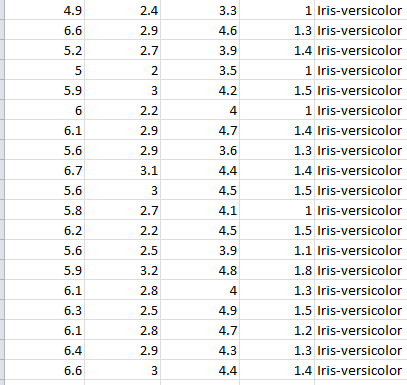 4.9 2.4 3.3 1 Iris-versicolor
6.6 2.9 4.6 1.3 Iris-versicolor
5.2 2.7 3.9 1.4 Iris-versicolor
5 2 3.5 1 Iris-versicolor
5.9 3 4.2 1.5 Iris-versicolor
6 2.2 4 1 Iris-versicolor
6.1 2.9 4.7 1.4 Iris-versicolor
5.6 2.9 3.6 1.3 Iris-versicolor
6.7 3.1 4.4 1.4 Iris-versicolor
5.6 3 4.5 1.5 Iris-versicolor
5.8 2.7 4.1 1 Iris-versicolor
6.2 2.2 4.5 1.5 Iris-versicolor
5.6 2.5 3.9 1.1 Iris-versicolor
5.9 3.2 4.8 1.8 Iris-versicolor
6.1 2.8 4 1.3 Iris-versicolor
6.3 2.5 4.9 1.5 Iris-versicolor
6.1 2.8 4.7 1.2 Iris-versicolor
6.4 2.9 4.3 1.3 Iris-versicolor
6.6 3 4.4 1.4 Iris-versicolor